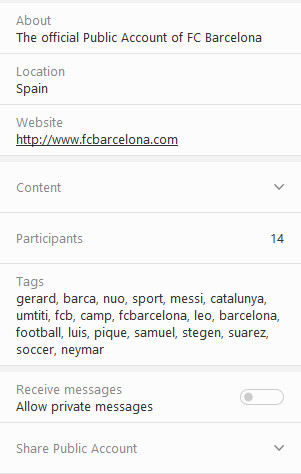 About
The official Public Account of FC Barcelona
Location
Spain
Website
http://www.fcbarcelona.com
Content
Participants 14
Tags
gerard, barca, nuo, sport, messi, catalunya,
umtiti, fcb, camp, fcbarcelona, leo, barcelona,
football, luis, pique, samuel, stegen, suarez,
soccer, neymar
Receive messages
Allow private messages
Share Public Account